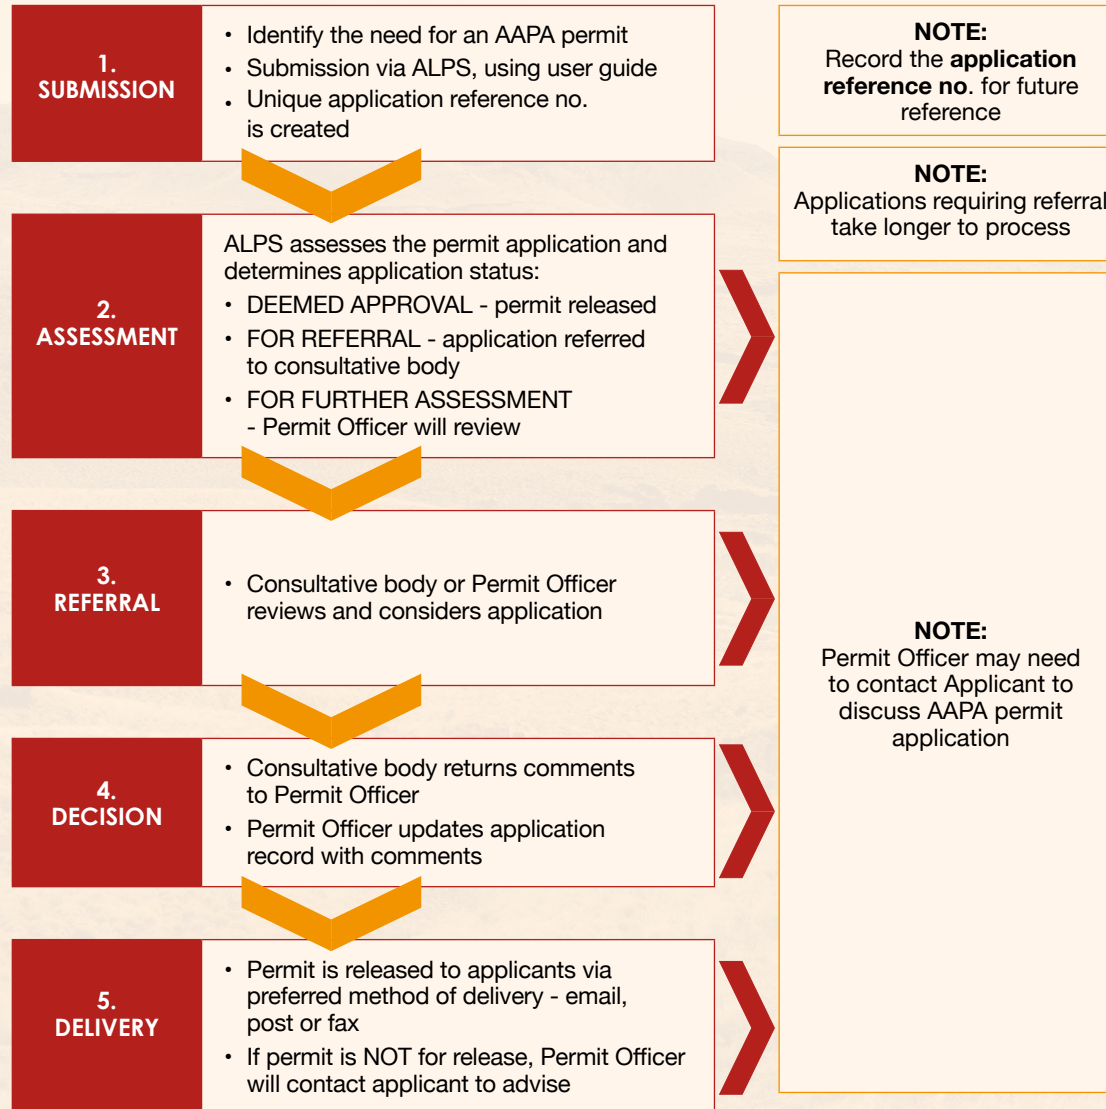 1.
SUBMISSION
• Identify the need for an AAPA permit
• Submission via ALPS, using user guide
• Unique application reference no.
is created
NOTE:
Record the application
reference no. for future
reference
NOTE:
Applications requiring referral
take longer to process
2.
ASSESSMENT
ALPS assesses the permit application and
determines application status:
• DEEMED APPROVAL - permit released
• FOR REFERRAL - application referred
to consultative body
• FOR FURTHER ASSESSMENT
- Permit Officer will review
3.
REFERRAL
• Consultative body or Permit Officer
reviews and considers application
NOTE:
Permit Officer may need
to contact Applicant to
discuss AAPA permit
application
4.
DECISION
• Consultative body returns comments
to Permit Officer
• Permit Officer updates application
record with comments
5.
DELIVERY
• Permit is released to applicants via
preferred method of delivery - email,
post or fax
• If permit is NOT for release, Permit Officer
will contact applicant to advise